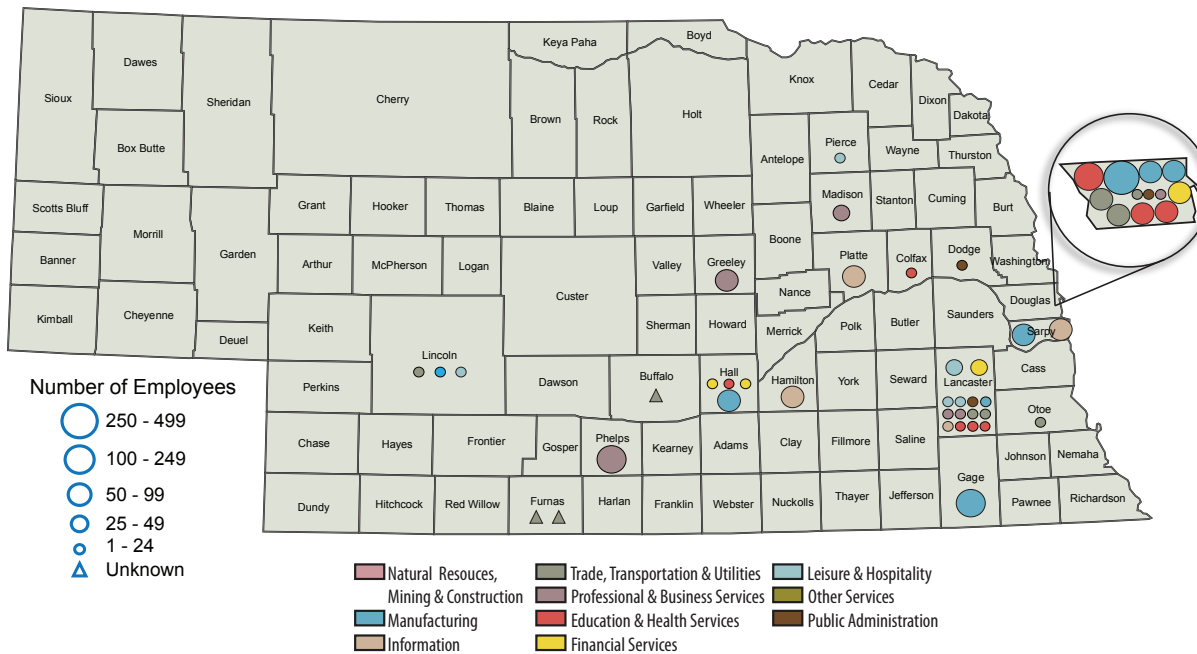 Keya Paha
Boyd
Dawes
Knox
Cedar
Sioux
Sheridan
Cherry
Dixon
Holt
Brown
Rock
Dakota
Box Butte
Pierce
Wayne
Thurston
Antelope
Scotts Bluff
Grant
Hooker
Thomas
Blaine
Loup
Garfield
Wheeler
Madison
Stanton
Cuming
Burt
Morrill
Garden
Boone
Banner
Arthur
McPherson
Logan
Valley
Greeley
Platte
Colfax
Dodge
Washington
Custer
Nance
Douglas
Kimball
Cheyenne
Keith
Sherman
Howard
Merrick
Polk
Butler
Saunders
Sarpy
Deuel
Lincoln
Hall
Cass
Perkins
Dawson
Buffalo
Hamilton
York
Seward
Lancaster
Otoe
Chase
Hayes
Frontier
Gosper
Phelps
Kearney
Adams
Clay
Fillmore
Saline
Johnson
Nemaha
Gage
Dundy
Hitchcock
Red Willow
Furnas
Harlan
Franklin
Webster
Nuckolls
Thayer
Jefferson
Pawnee
Richardson
Number of Employees
250 - 499
100 - 249
50 - 99
25 - 49
1 - 24
Unknown
Natural Resouces,
Mining & Construction
Manufacturing
Information
Trade, Transportation & Utilities
Professional & Business Services
Education & Health Services
Financial Services
Leisure & Hospitality
Other Services
Public Administration